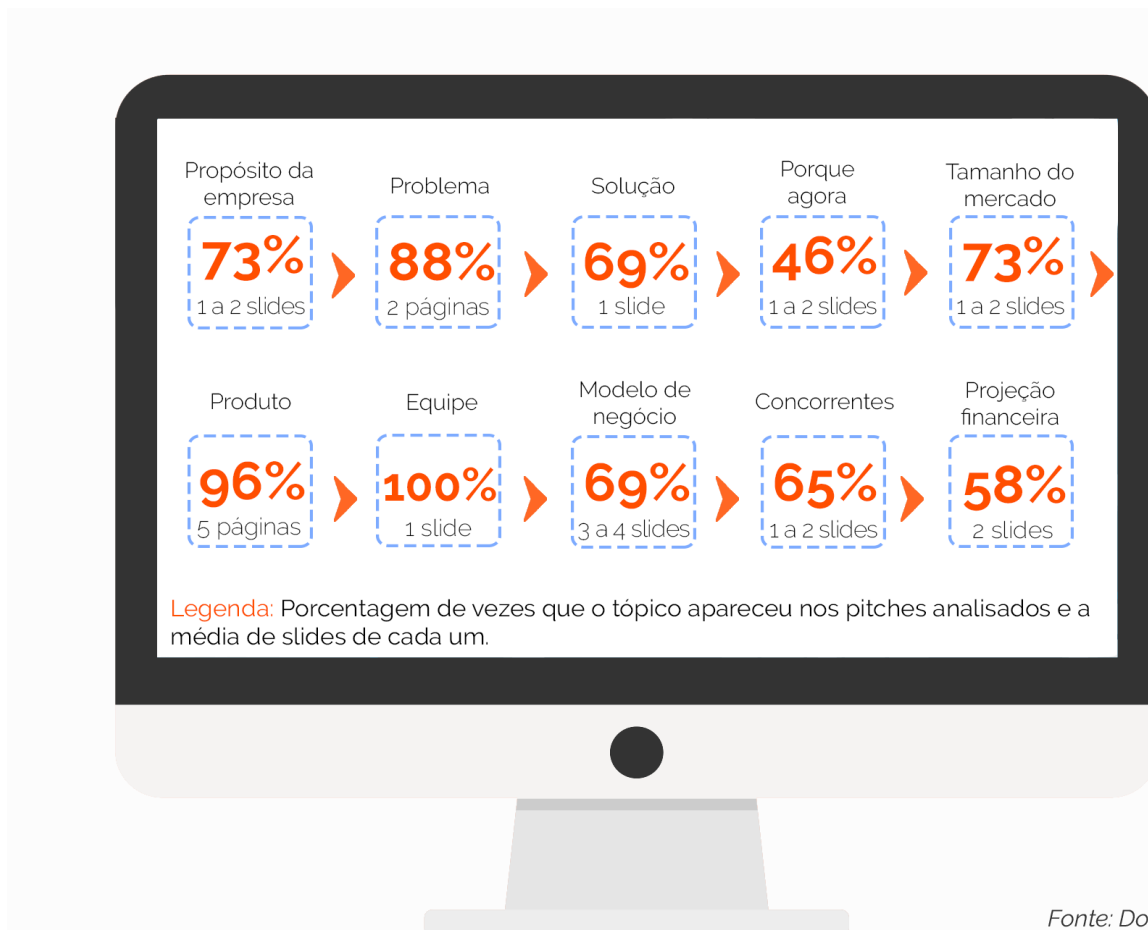 Propósito da
empresa
73%
1 a 2 slides
Problema
88%
2 páginas
Solução
69%
1 slide
Porque
agora
46%
1 a 2 slides
Tamanho do
mercado
73%
1 a 2 slides
Produto
96%
5 páginas
Equipe
100%
1 slide
Modelo de
negócio
69%
3 a 4 slides
Concorrentes
65%
1 a 2 slides
Projeção
financeira
58%
2 slides
Legenda: Porcentagem de vezes que o tópico apareceu nos pitches analisados e a
média de slides de cada um.
Fonte: Do